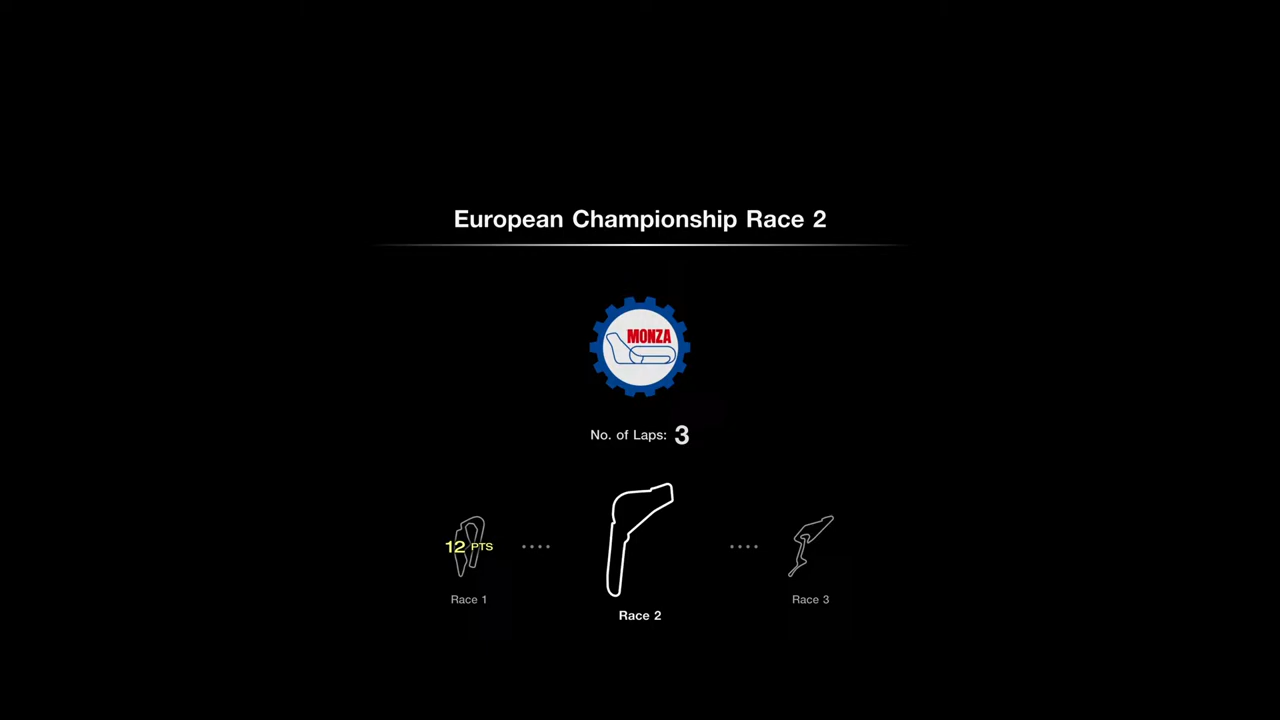 European Championship Race 2
MONZA
No. of Laps: 3
12 PTS
Race 1
Race 2
Race 3